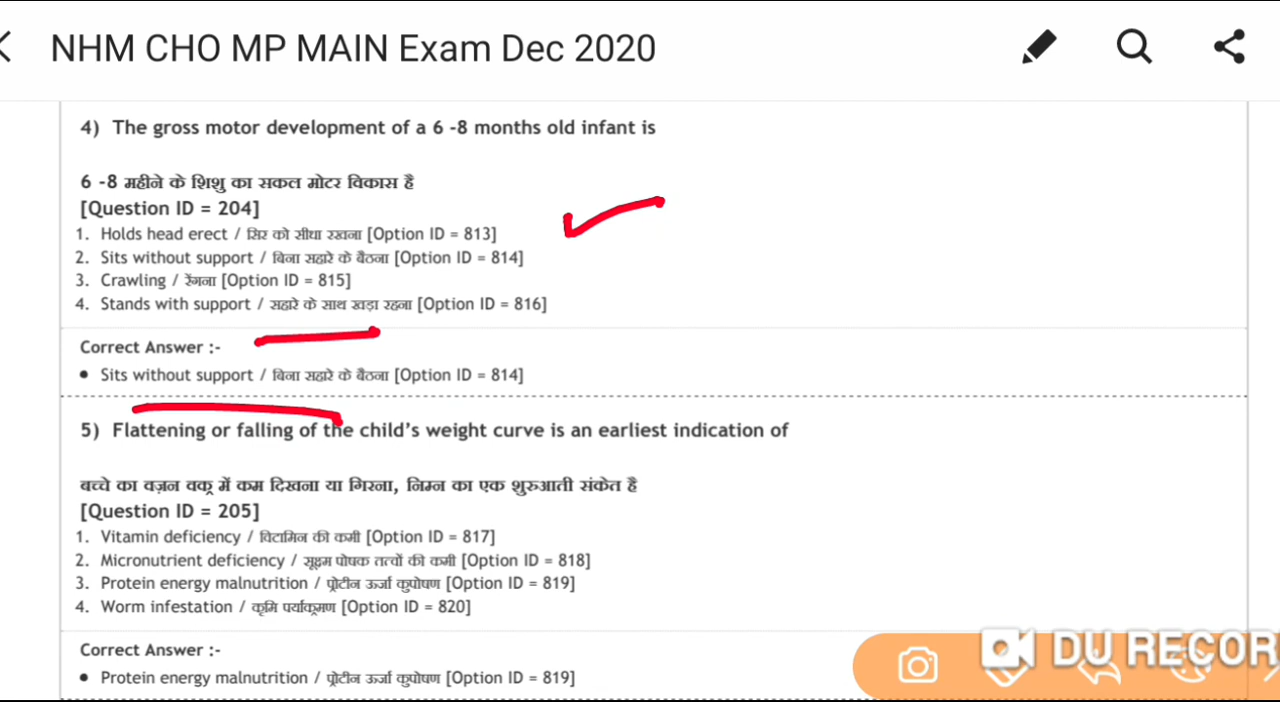 NHM CHO MP MAIN Exam Dec 2020
4) The gross motor development of a 6 -8 months old infant is
6 -8 महीने के शिशु का सकल मोटर विकास है
[Question ID = 204]
1. Holds head erect / सिर को सीधा रखना [Option ID = 813]
2. Sits without support / बिना सहारे के बैठना [Option ID = 814]
3. Crawling / रेंगना [Option ID = 815]
4. Stands with support / सहारे के साथ खड़ा रहना [Option ID = 816]
Correct Answer :-
• Sits without support / बिना सहारे के बैठना [Option ID = 814]
5) Flattening or falling of the child's weight curve is an earliest indication of
बच्चे का वज़न वक्र में कम दिखना या गिरना, निम्न का एक शुरुआती संकेत है
[Question ID = 205]
1. Vitamin deficiency / विटामिन की कमी [Option ID = 817]
2. Micronutrient deficiency / सूक्ष्म पोषक तत्वों की कमी [Option ID = 818]
3. Protein energy malnutrition / प्रोटीन ऊर्जा कुपोषण [Option ID = 819]
4. Worm infestation / कृमि पर्याक्रमण [Option ID = 820]
Correct Answer :-
• Protein energy malnutrition / प्रोटीन ऊर्जा कुपोषण [Option ID = 819]
DU RECOR